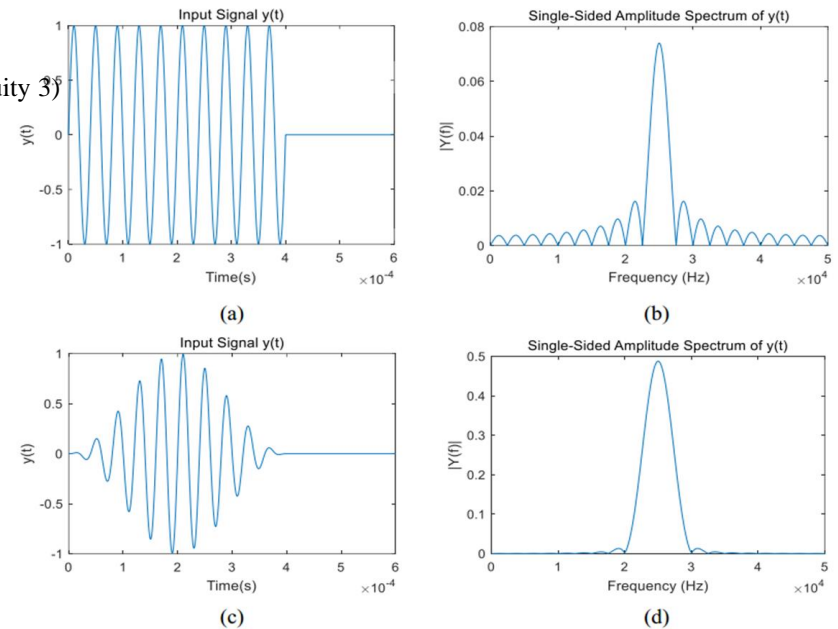 Input Signal y(t)
1
0.5
0
-0.5
-1
y(t)
0 1 2 3 4 5 6
Time(s)
×10⁻⁴
(a)
Single-Sided Amplitude Spectrum of y(t)
0.08
0.06
0.04
0.02
0
|Y(f)|
0 1 2 3 4 5
Frequency (Hz)
×10⁴
(b)
ity 3)
Input Signal y(t)
1
0.5
0
-0.5
-1
y(t)
0 1 2 3 4 5 6
Time(s)
×10⁻⁴
(c)
Single-Sided Amplitude Spectrum of y(t)
0.5
0.4
0.3
0.2
0.1
0
|Y(f)|
0 1 2 3 4 5
Frequency (Hz)
×10⁴
(d)